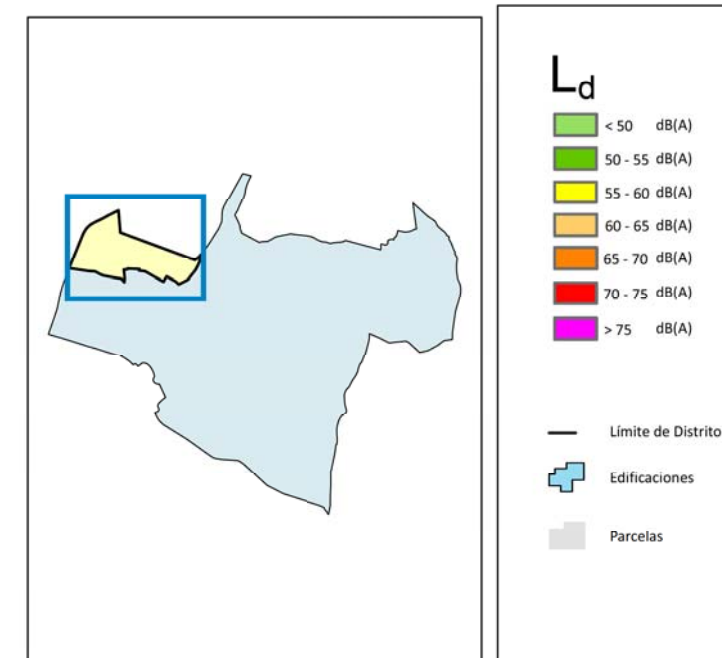 Ld
< 50 dB(A)
50 - 55 dB(A)
55 - 60 dB(A)
60 - 65 dB(A)
65 - 70 dB(A)
70 - 75 dB(A)
> 75 dB(A)
Límite de Distrito
Edificaciones
Parcelas